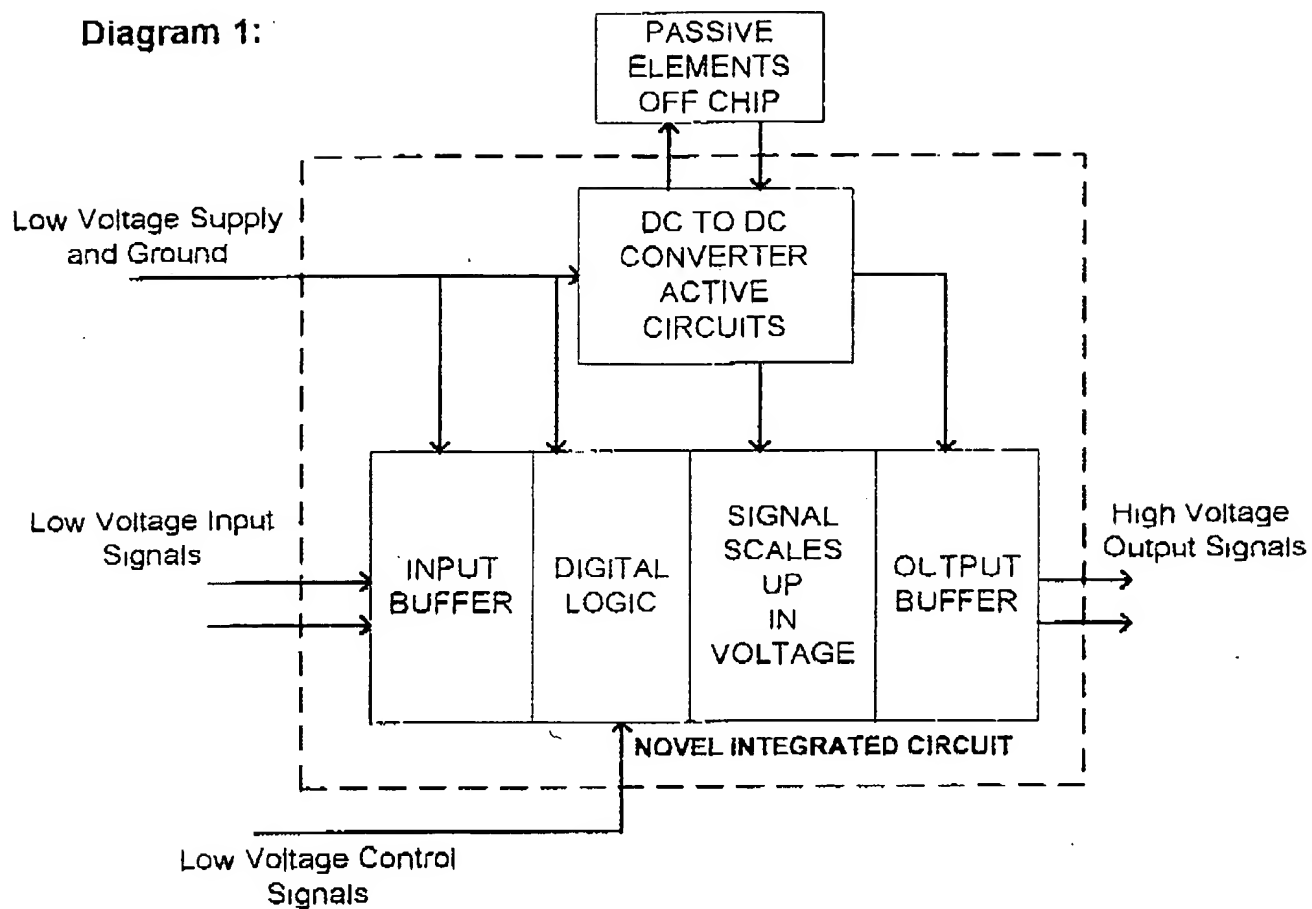 Diagram 1:
PASSIVE
ELEMENTS
OFF CHIP
Low Voltage Supply
and Ground
DC TO DC
CONVERTER
ACTIVE
CIRCUITS
Low Voltage Input
Signals
INPUT
BUFFER
DIGITAL
LOGIC
SIGNAL
SCALES
UP
IN
VOLTAGE
OUTPUT
BUFFER
High Voltage
Output Signals
NOVEL INTEGRATED CIRCUIT
Low Voltage Control
Signals